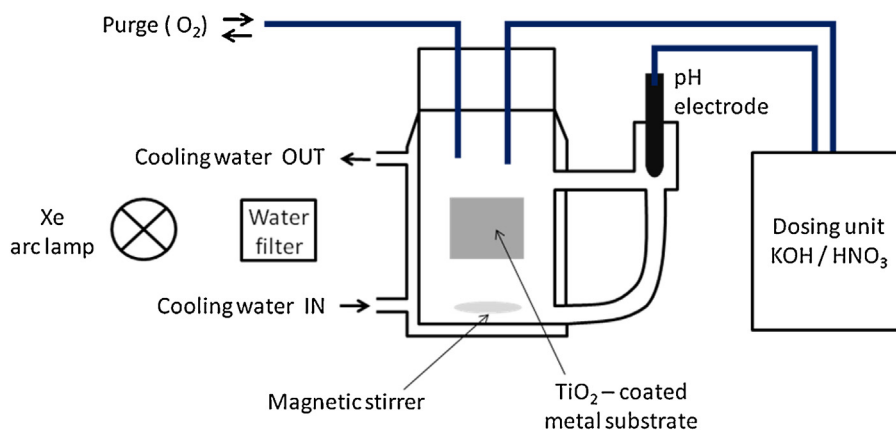 Purge ( O₂)
pH
electrode
Cooling water OUT
Xe
arc lamp
Water
filter
Dosing unit
KOH / HNO₃
Cooling water IN
Magnetic stirrer
TiO₂ – coated
metal substrate